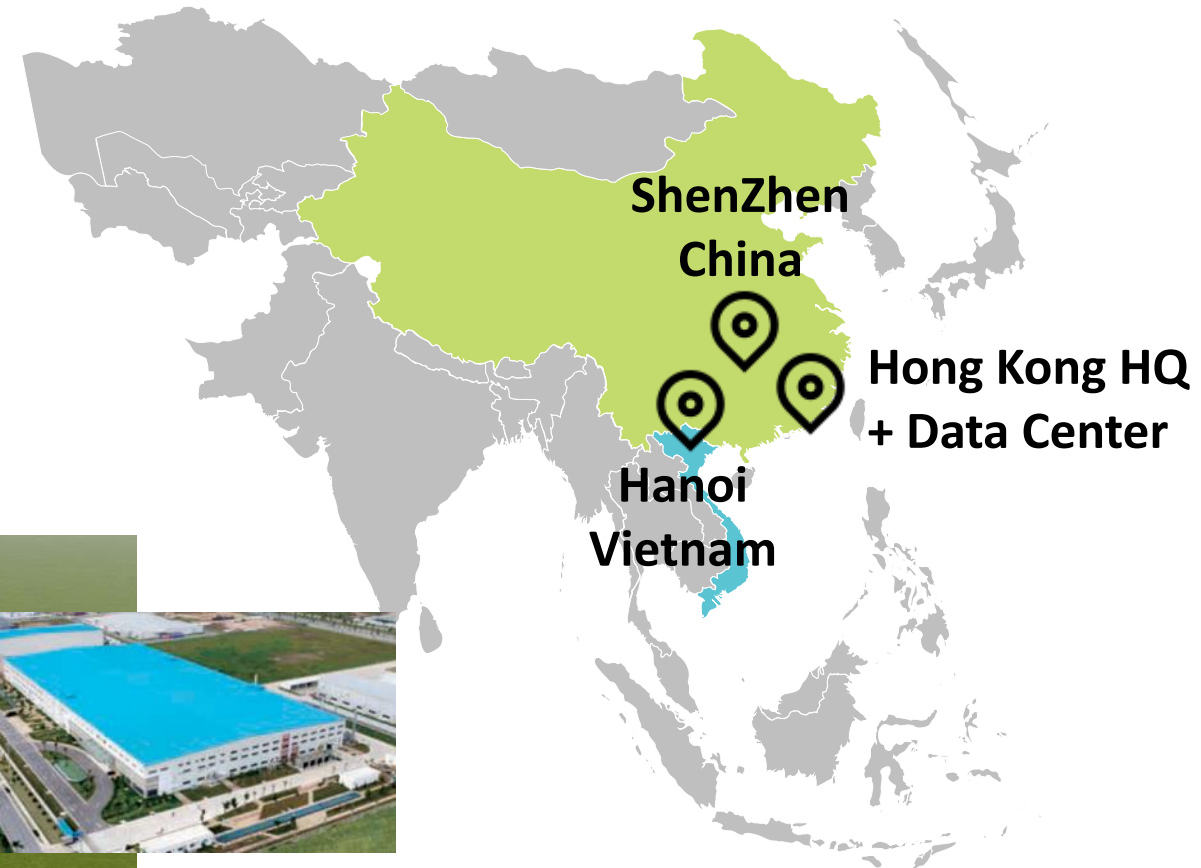 ShenZhen
China
Hong Kong HQ
+ Data Center
Hanoi
Vietnam